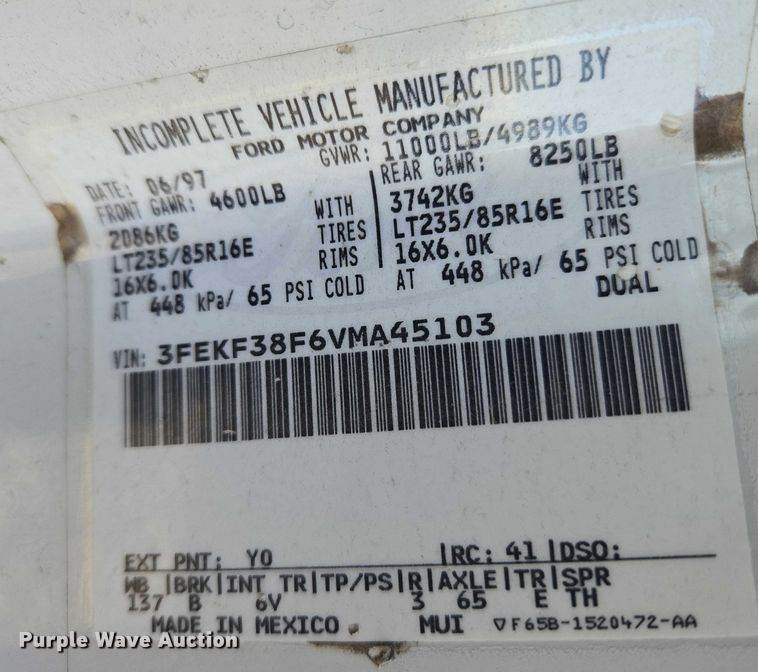 INCOMPLETE VEHICLE MANUFACTURED BY
FORD MOTOR COMPANY
DATE: 06/97 GVWR: 11000LB/4989KG
FRONT GAWR: 4600LB
2086KG WITH
LT235/85R16E TIRES
16X6.0K RIMS
AT 448 kPa/ 65 PSI COLD
REAR GAWR: 8250LB
3742KG WITH
LT235/85R16E TIRES
16X6.0K RIMS
AT 448 kPa/ 65 PSI COLD
DUAL
VIN: 3FEKF38F6VMA45103
EXT PNT: YO |RC: 41 |DSO:
WB |BRK|INT TR|TP/PS|R|AXLE|TR|SPR
137 B 6V 3 65 E TH
MADE IN MEXICO. MUI ▽F65B-1520472-AA
Purple Wave Auction